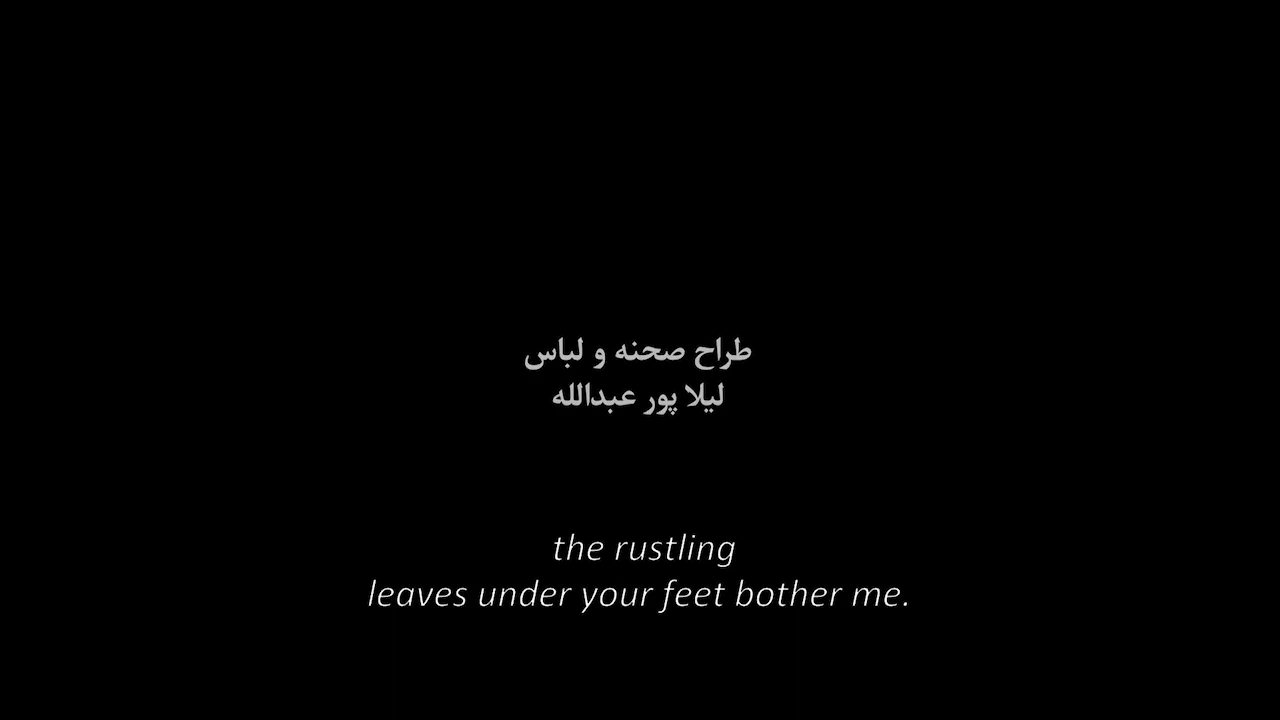 طراح صحنه و لباس
لیلا پور عبدالله
the rustling
leaves under your feet bother me.